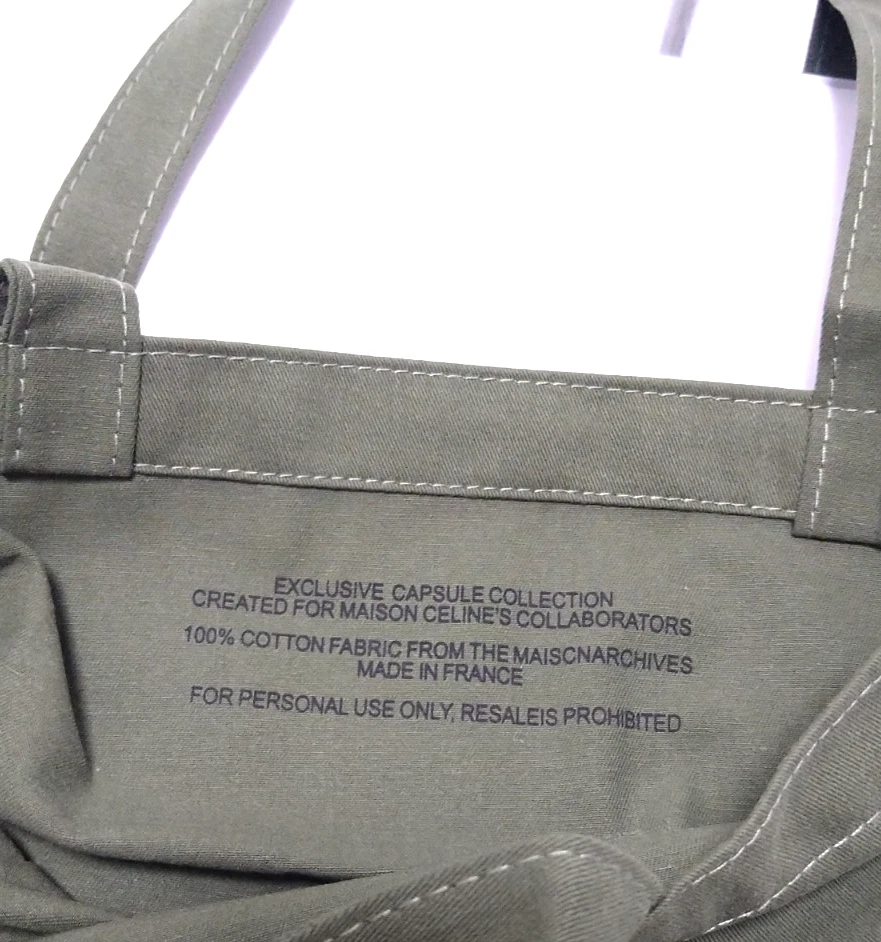 EXCLUSIVE CAPSULE COLLECTION
CREATED FOR MAISON CELINE'S COLLABORATORS
100% COTTON FABRIC FROM THE MAISCNARCHIVES
MADE IN FRANCE
FOR PERSONAL USE ONLY, RESALEIS PROHIBITED